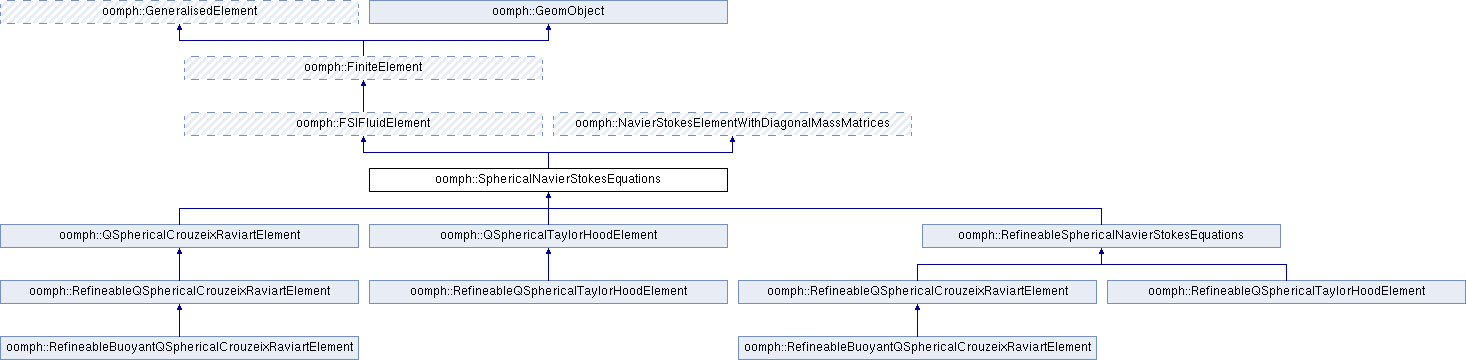 oomph::GeneralisedElement
oomph::GeomObject
oomph::FiniteElement
oomph::FSIFluidElement
oomph::NavierStokesElementWithDiagonalMassMatrices
oomph::SphericalNavierStokesEquations
oomph::QSphericalCrouzeixRaviartElement
oomph::QSphericalTaylorHoodElement
oomph::RefineableSphericalNavierStokesEquations
oomph::RefineableQSphericalCrouzeixRaviartElement
oomph::RefineableQSphericalTaylorHoodElement
oomph::RefineableQSphericalCrouzeixRaviartElement
oomph::RefineableQSphericalTaylorHoodElement
oomph::RefineableBuoyantQSphericalCrouzeixRaviartElement
oomph::RefineableBuoyantQSphericalCrouzeixRaviartElement